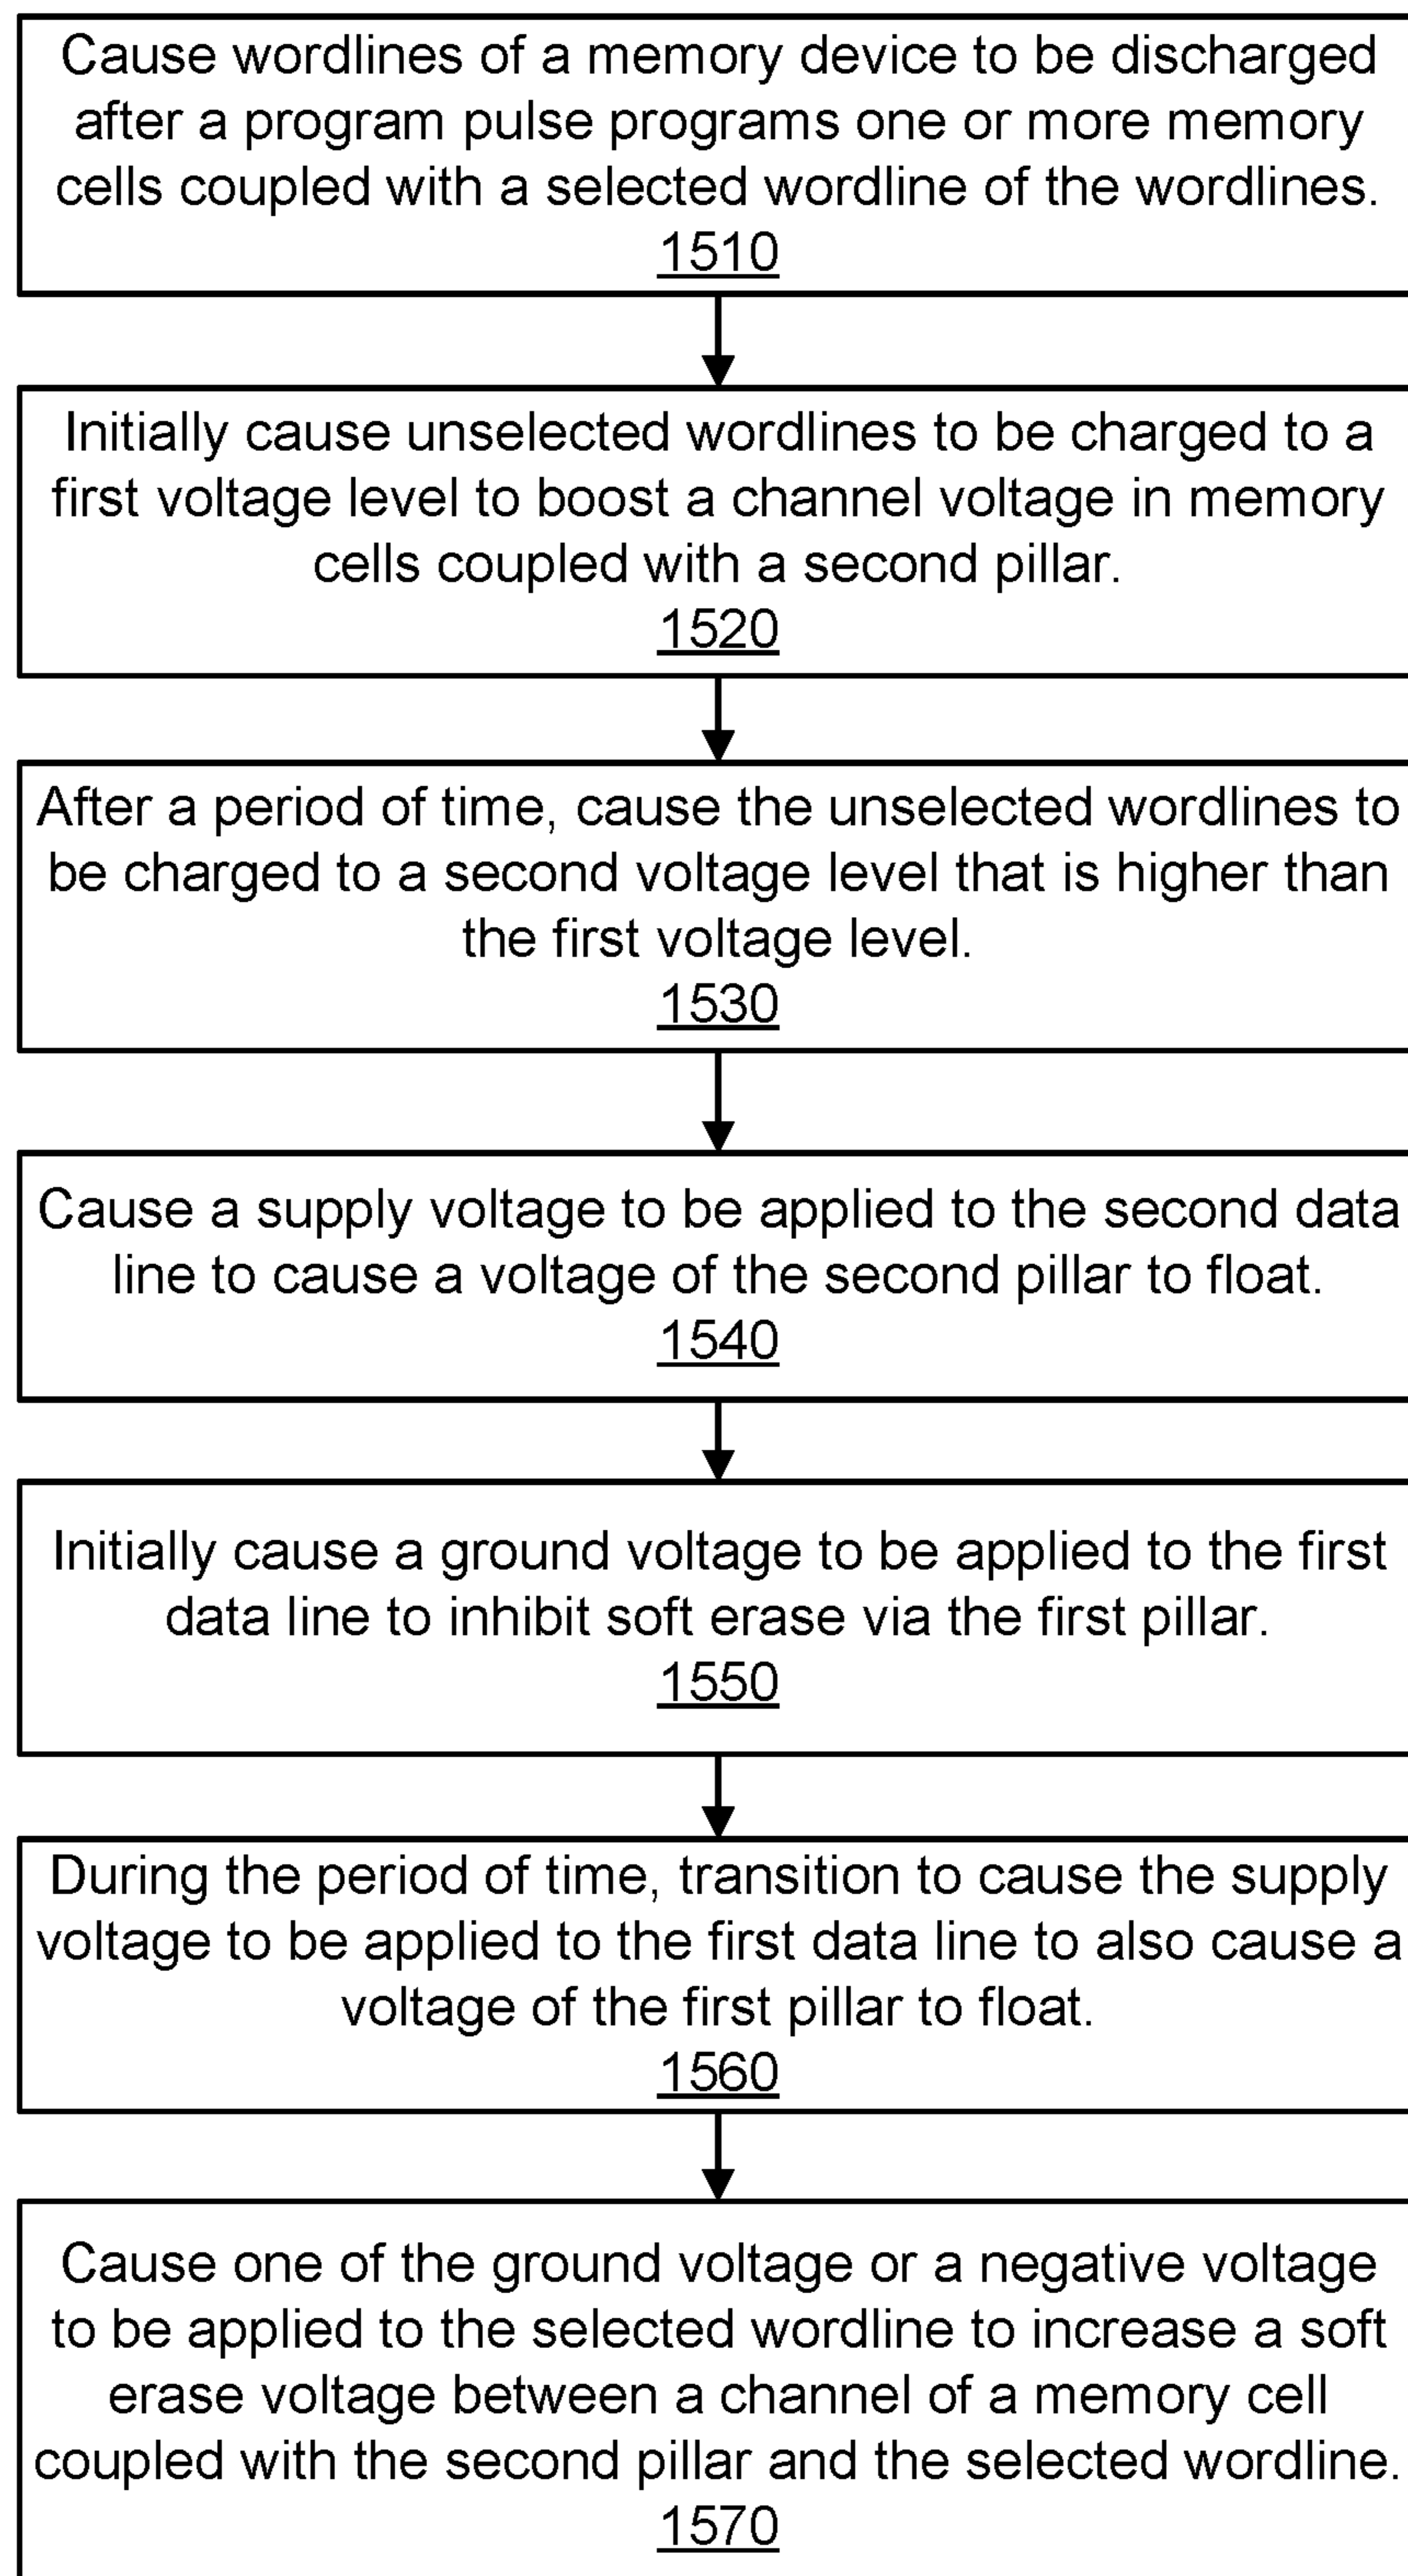 Cause wordlines of a memory device to be discharged
after a program pulse programs one or more memory
cells coupled with a selected wordline of the wordlines.
1510
Initially cause unselected wordlines to be charged to a
first voltage level to boost a channel voltage in memory
cells coupled with a second pillar.
1520
After a period of time, cause the unselected wordlines to
be charged to a second voltage level that is higher than
the first voltage level.
1530
Cause a supply voltage to be applied to the second data
line to cause a voltage of the second pillar to float.
1540
Initially cause a ground voltage to be applied to the first
data line to inhibit soft erase via the first pillar.
1550
During the period of time, transition to cause the supply
voltage to be applied to the first data line to also cause a
voltage of the first pillar to float.
1560
Cause one of the ground voltage or a negative voltage
to be applied to the selected wordline to increase a soft
erase voltage between a channel of a memory cell
coupled with the second pillar and the selected wordline.
1570